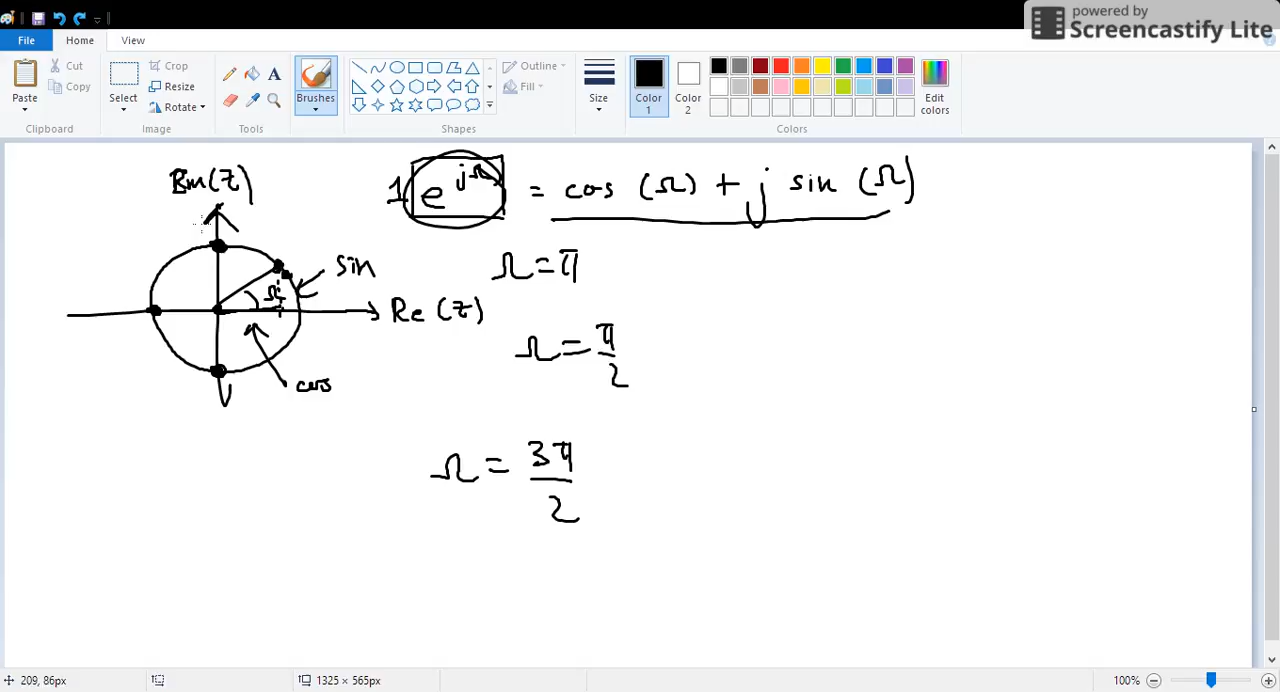 powered by
Screencastify Lite
File Home View
Paste Cut Copy
Clipboard
Select Crop Resize Rotate
Image
Tools
Brushes
Shapes
Outline Fill
Size
Color 1
Color 2
Edit colors
Colors
Im(z)
1 e^{jΩ} = cos (Ω) + j sin (Ω)
sin
Ω
Re (z)
cos
Ω = π
Ω = π/2
Ω = 3π/2
209, 86px
1325 × 565px
100%